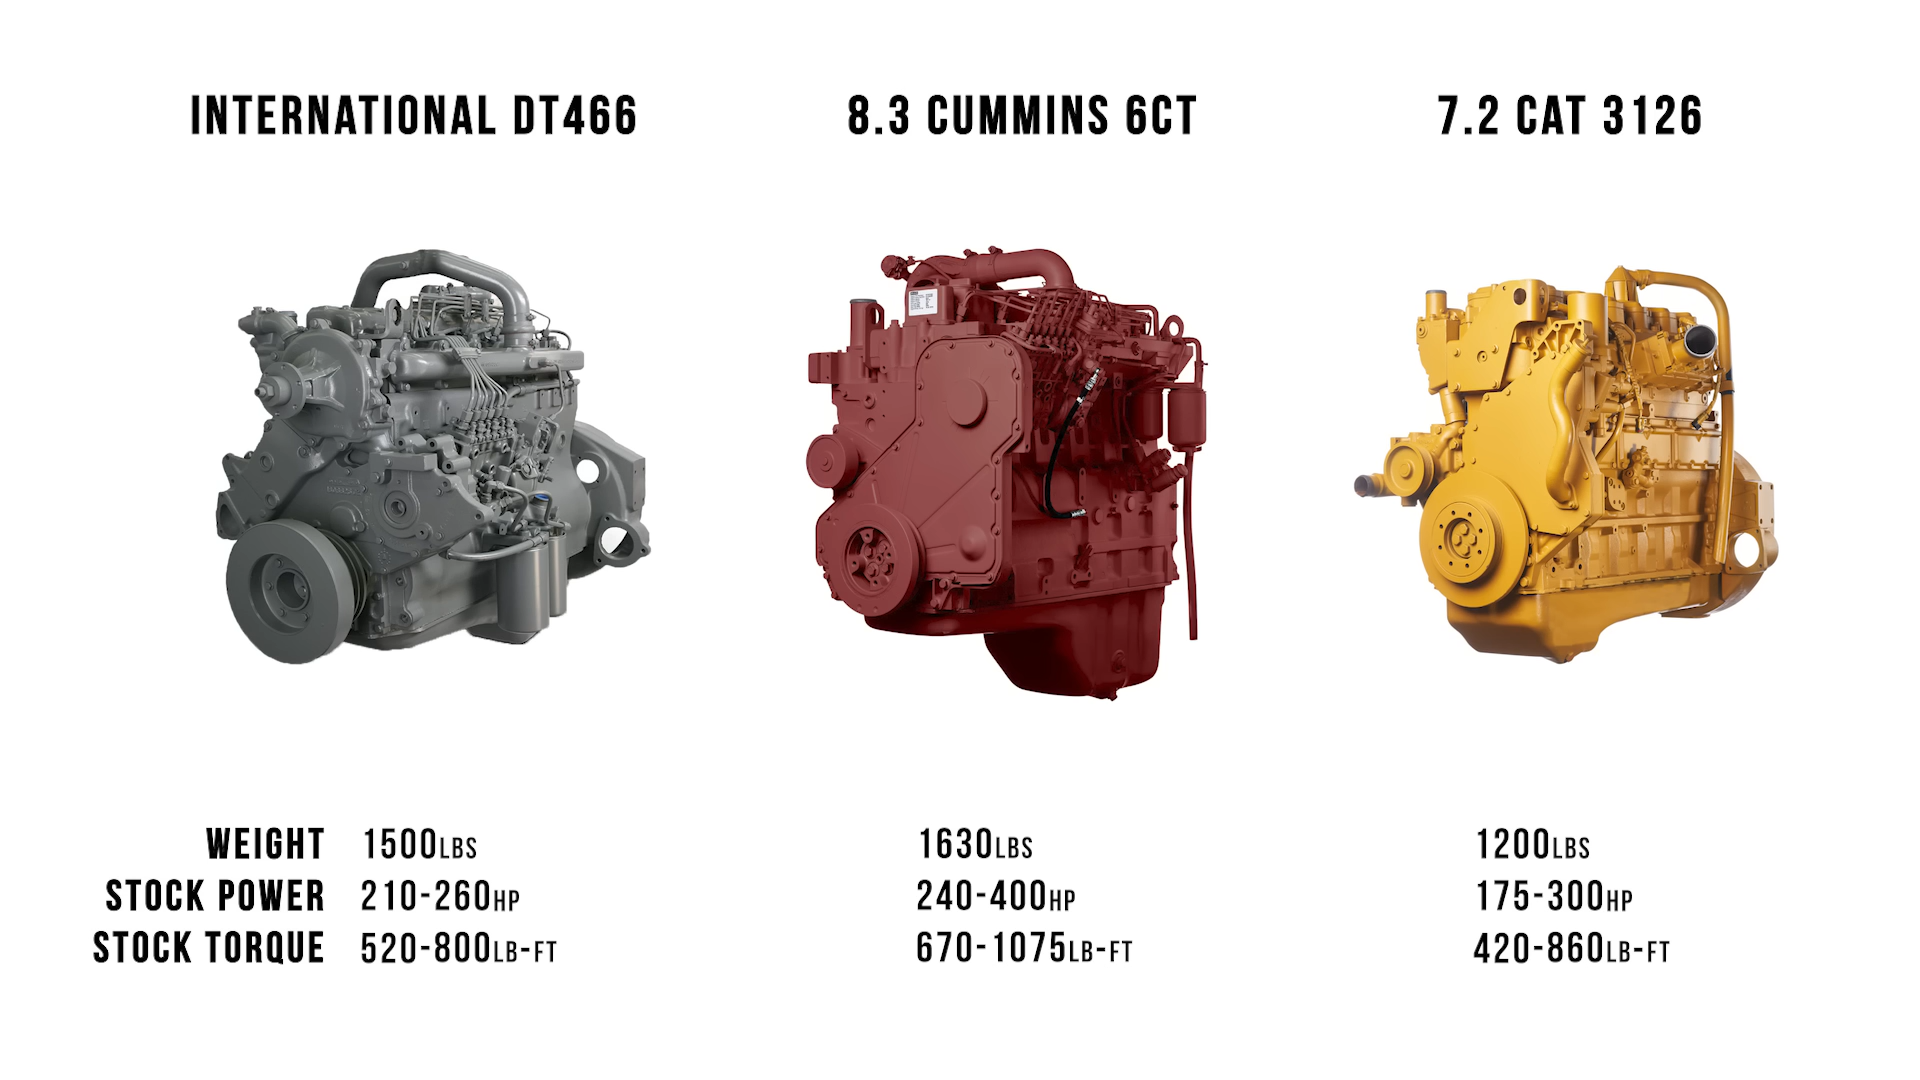 INTERNATIONAL DT466
8.3 CUMMINS 6CT
7.2 CAT 3126
WEIGHT 1500LBS 1630LBS 1200LBS
STOCK POWER 210-260HP 240-400HP 175-300HP
STOCK TORQUE 520-800LB-FT 670-1075LB-FT 420-860LB-FT